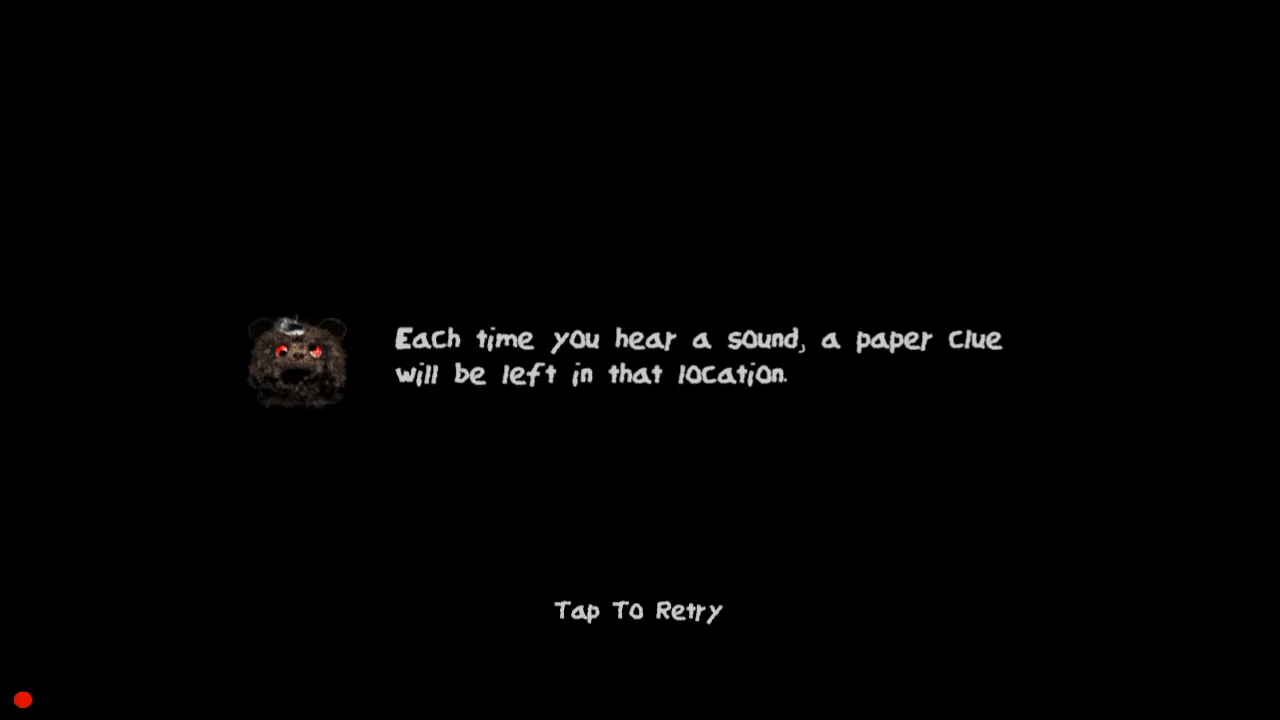 Each time you hear a sound, a paper clue
will be left in that location.
Tap To Retry